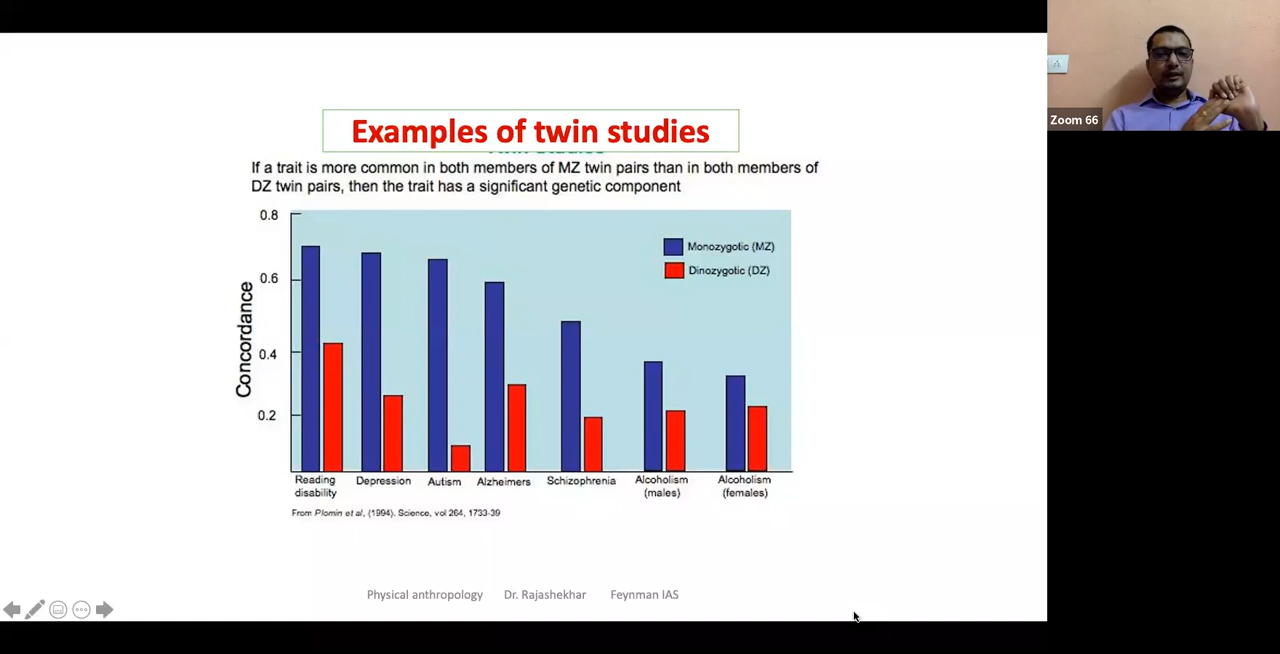 Examples of twin studies
If a trait is more common in both members of MZ twin pairs than in both members of
DZ twin pairs, then the trait has a significant genetic component
0.8
0.6
0.4
0.2
Concordance
Monozygotic (MZ)
Dinozygotic (DZ)
Reading
disability
Depression
Autism
Alzheimers
Schizophrenia
Alcoholism
(males)
Alcoholism
(females)
From Plomin et al, (1994). Science, vol 264, 1733-39
Physical anthropology Dr. Rajashekhar Feynman IAS
Zoom 66